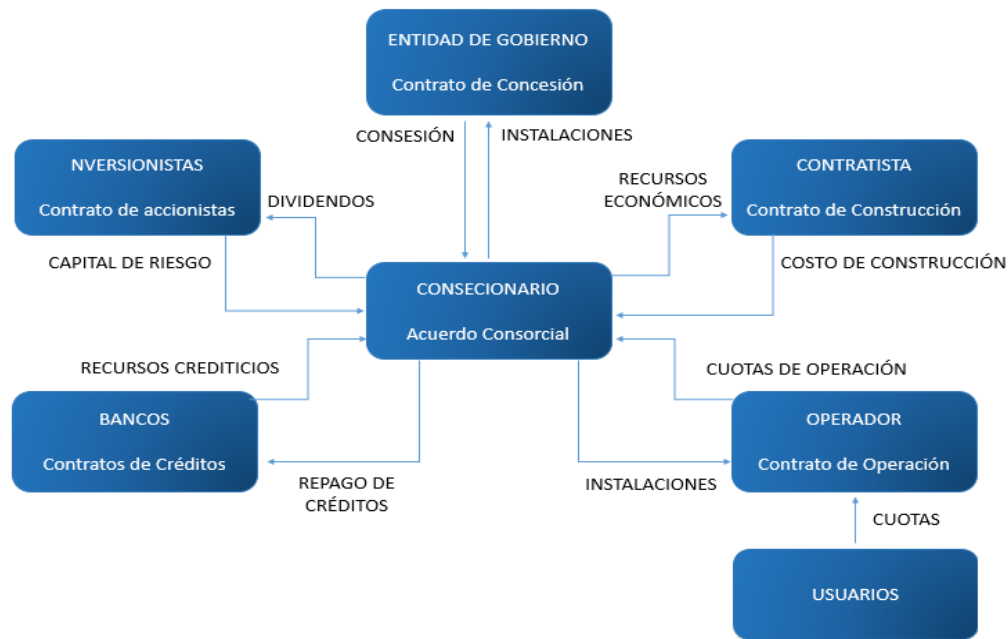 ENTIDAD DE GOBIERNO
Contrato de Concesión
CONSESIÓN
INSTALACIONES
NVERSIONISTAS
Contrato de accionistas
DIVIDENDOS
RECURSOS
ECONÓMICOS
CONTRATISTA
Contrato de Construcción
CAPITAL DE RIESGO
COSTO DE CONSTRUCCIÓN
CONSECIONARIO
Acuerdo Consorcial
RECURSOS CREDITICIOS
CUOTAS DE OPERACIÓN
BANCOS
Contratos de Créditos
OPERADOR
Contrato de Operación
REPAGO DE
CRÉDITOS
INSTALACIONES
CUOTAS
USUARIOS